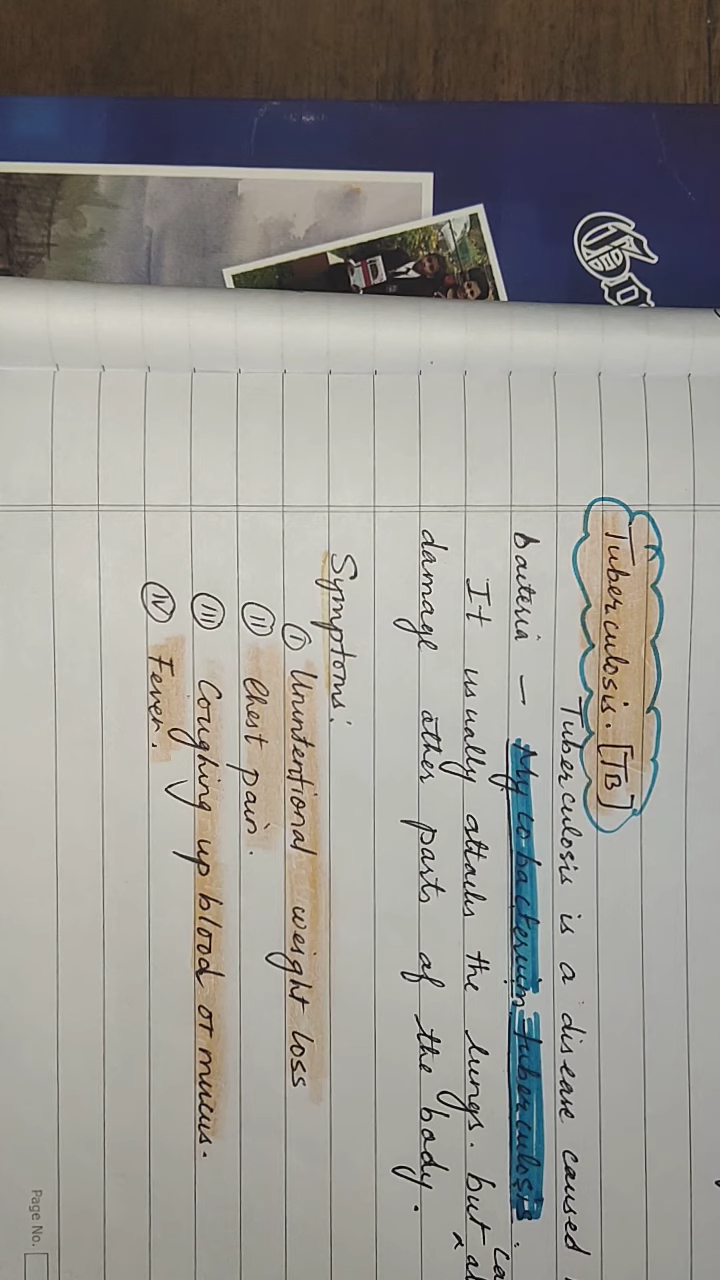 Tuberculosis. [TB]
Tuberculosis is a disease caused
bacteria – Mycobacterium tuberculosis.
It usually attacks the lungs. but
damage other parts of the body.
Symptoms:
(i) Unintentional weight loss
(ii) Chest pain.
(iii) Coughing up blood or mucus.
(iv) Fever.
Page No.